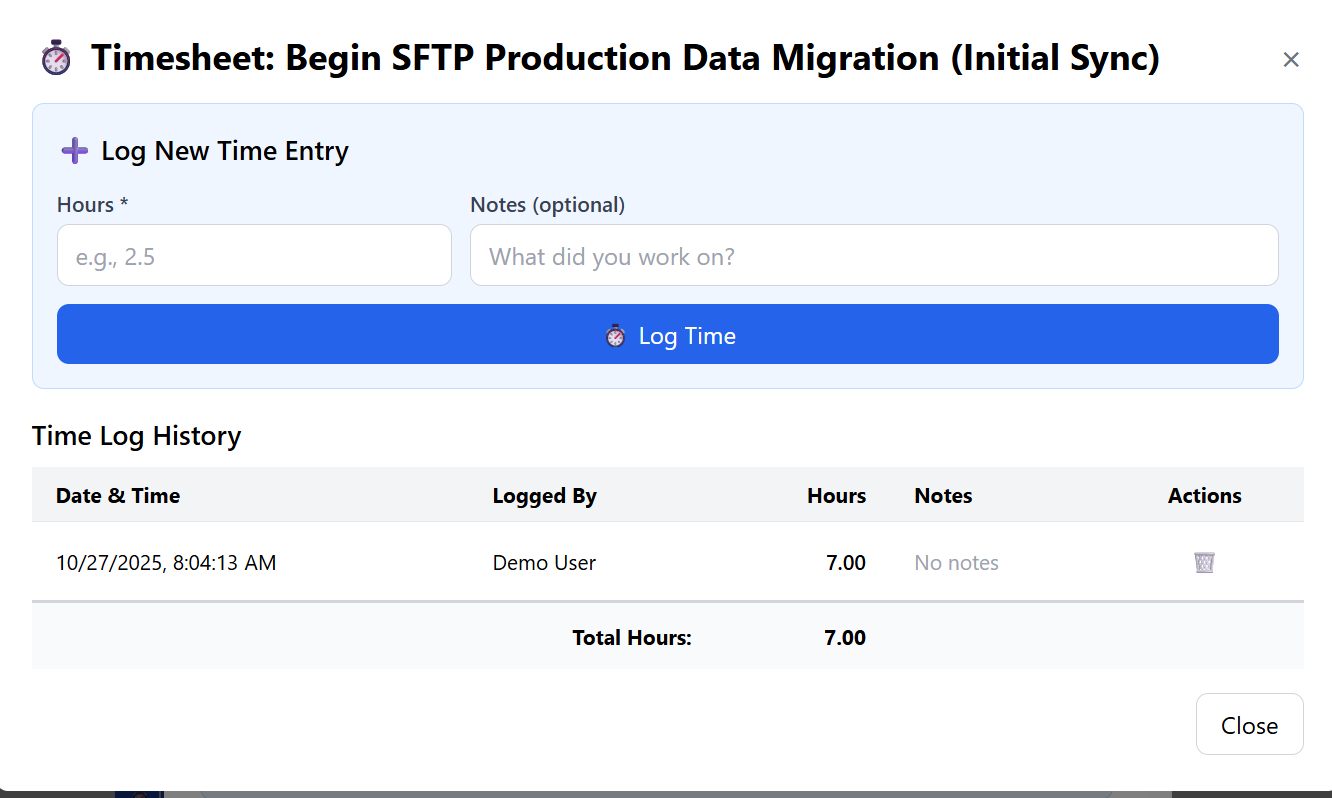 Timesheet: Begin SFTP Production Data Migration (Initial Sync)
×
Log New Time Entry
Hours *
Notes (optional)
e.g., 2.5
What did you work on?
Log Time
Time Log History
Date & Time Logged By Hours Notes Actions
10/27/2025, 8:04:13 AM Demo User 7.00 No notes
Total Hours: 7.00
Close